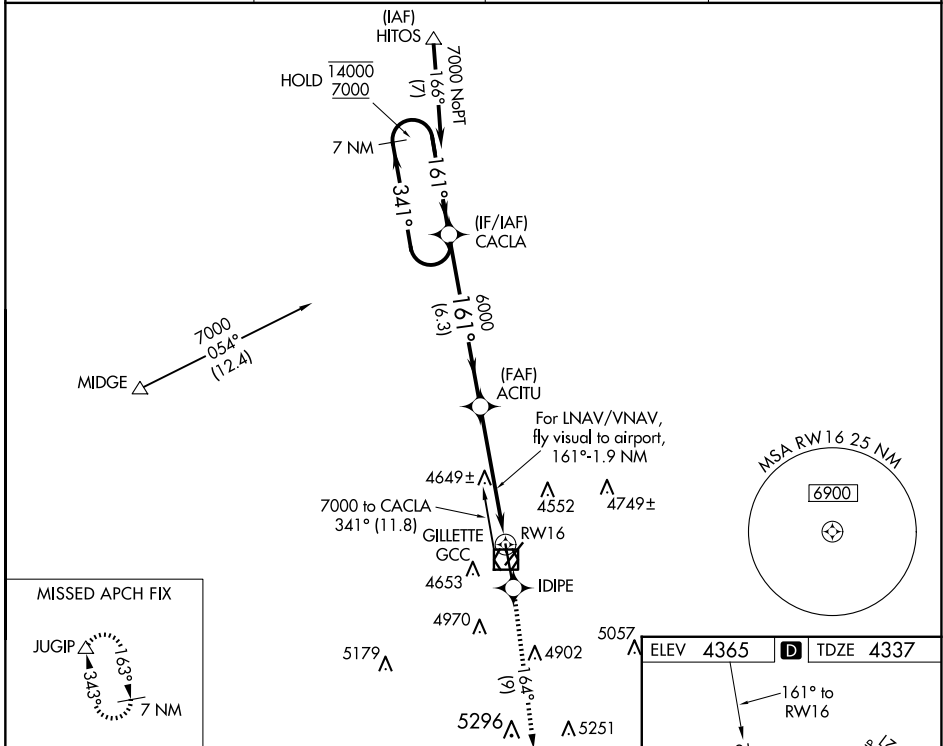 (IAF)
HITOS
HOLD 14000
7000
7000 NoPT
166°
(7)
7 NM
161°
341°
(IF/IAF)
CACLA
6000
161°
(6.3)
7000
054°
(12.4)
MIDGE
(FAF)
ACITU
For LNAV/VNAV,
fly visual to airport,
161°-1.9 NM
MSA RW16 25 NM
6900
4649±
4552
4749±
7000 to CACLA
341° (11.8)
GILLETTE
GCC
RW16
4653
IDIPE
4970
5179
4902
5057
164°
(9)
5296
5251
MISSED APCH FIX
JUGIP
163°
343°
7 NM
ELEV 4365 D TDZE 4337
161° to
RW16